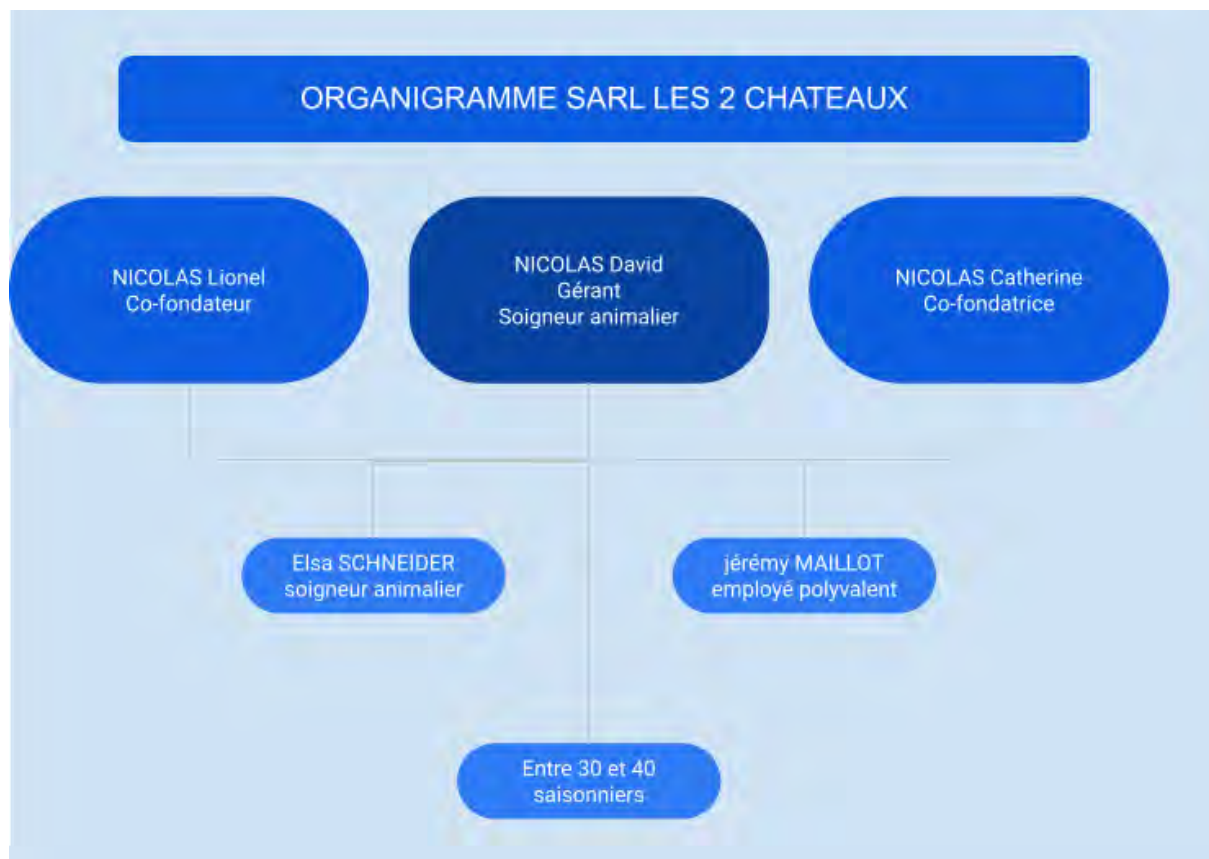 ORGANIGRAMME SARL LES 2 CHATEAUX
NICOLAS Lionel
Co-fondateur
NICOLAS David
Gérant
Soigneur animalier
NICOLAS Catherine
Co-fondatrice
Elsa SCHNEIDER
soigneur animalier
jérémy MAILLOT
employé polyvalent
Entre 30 et 40
saisonniers